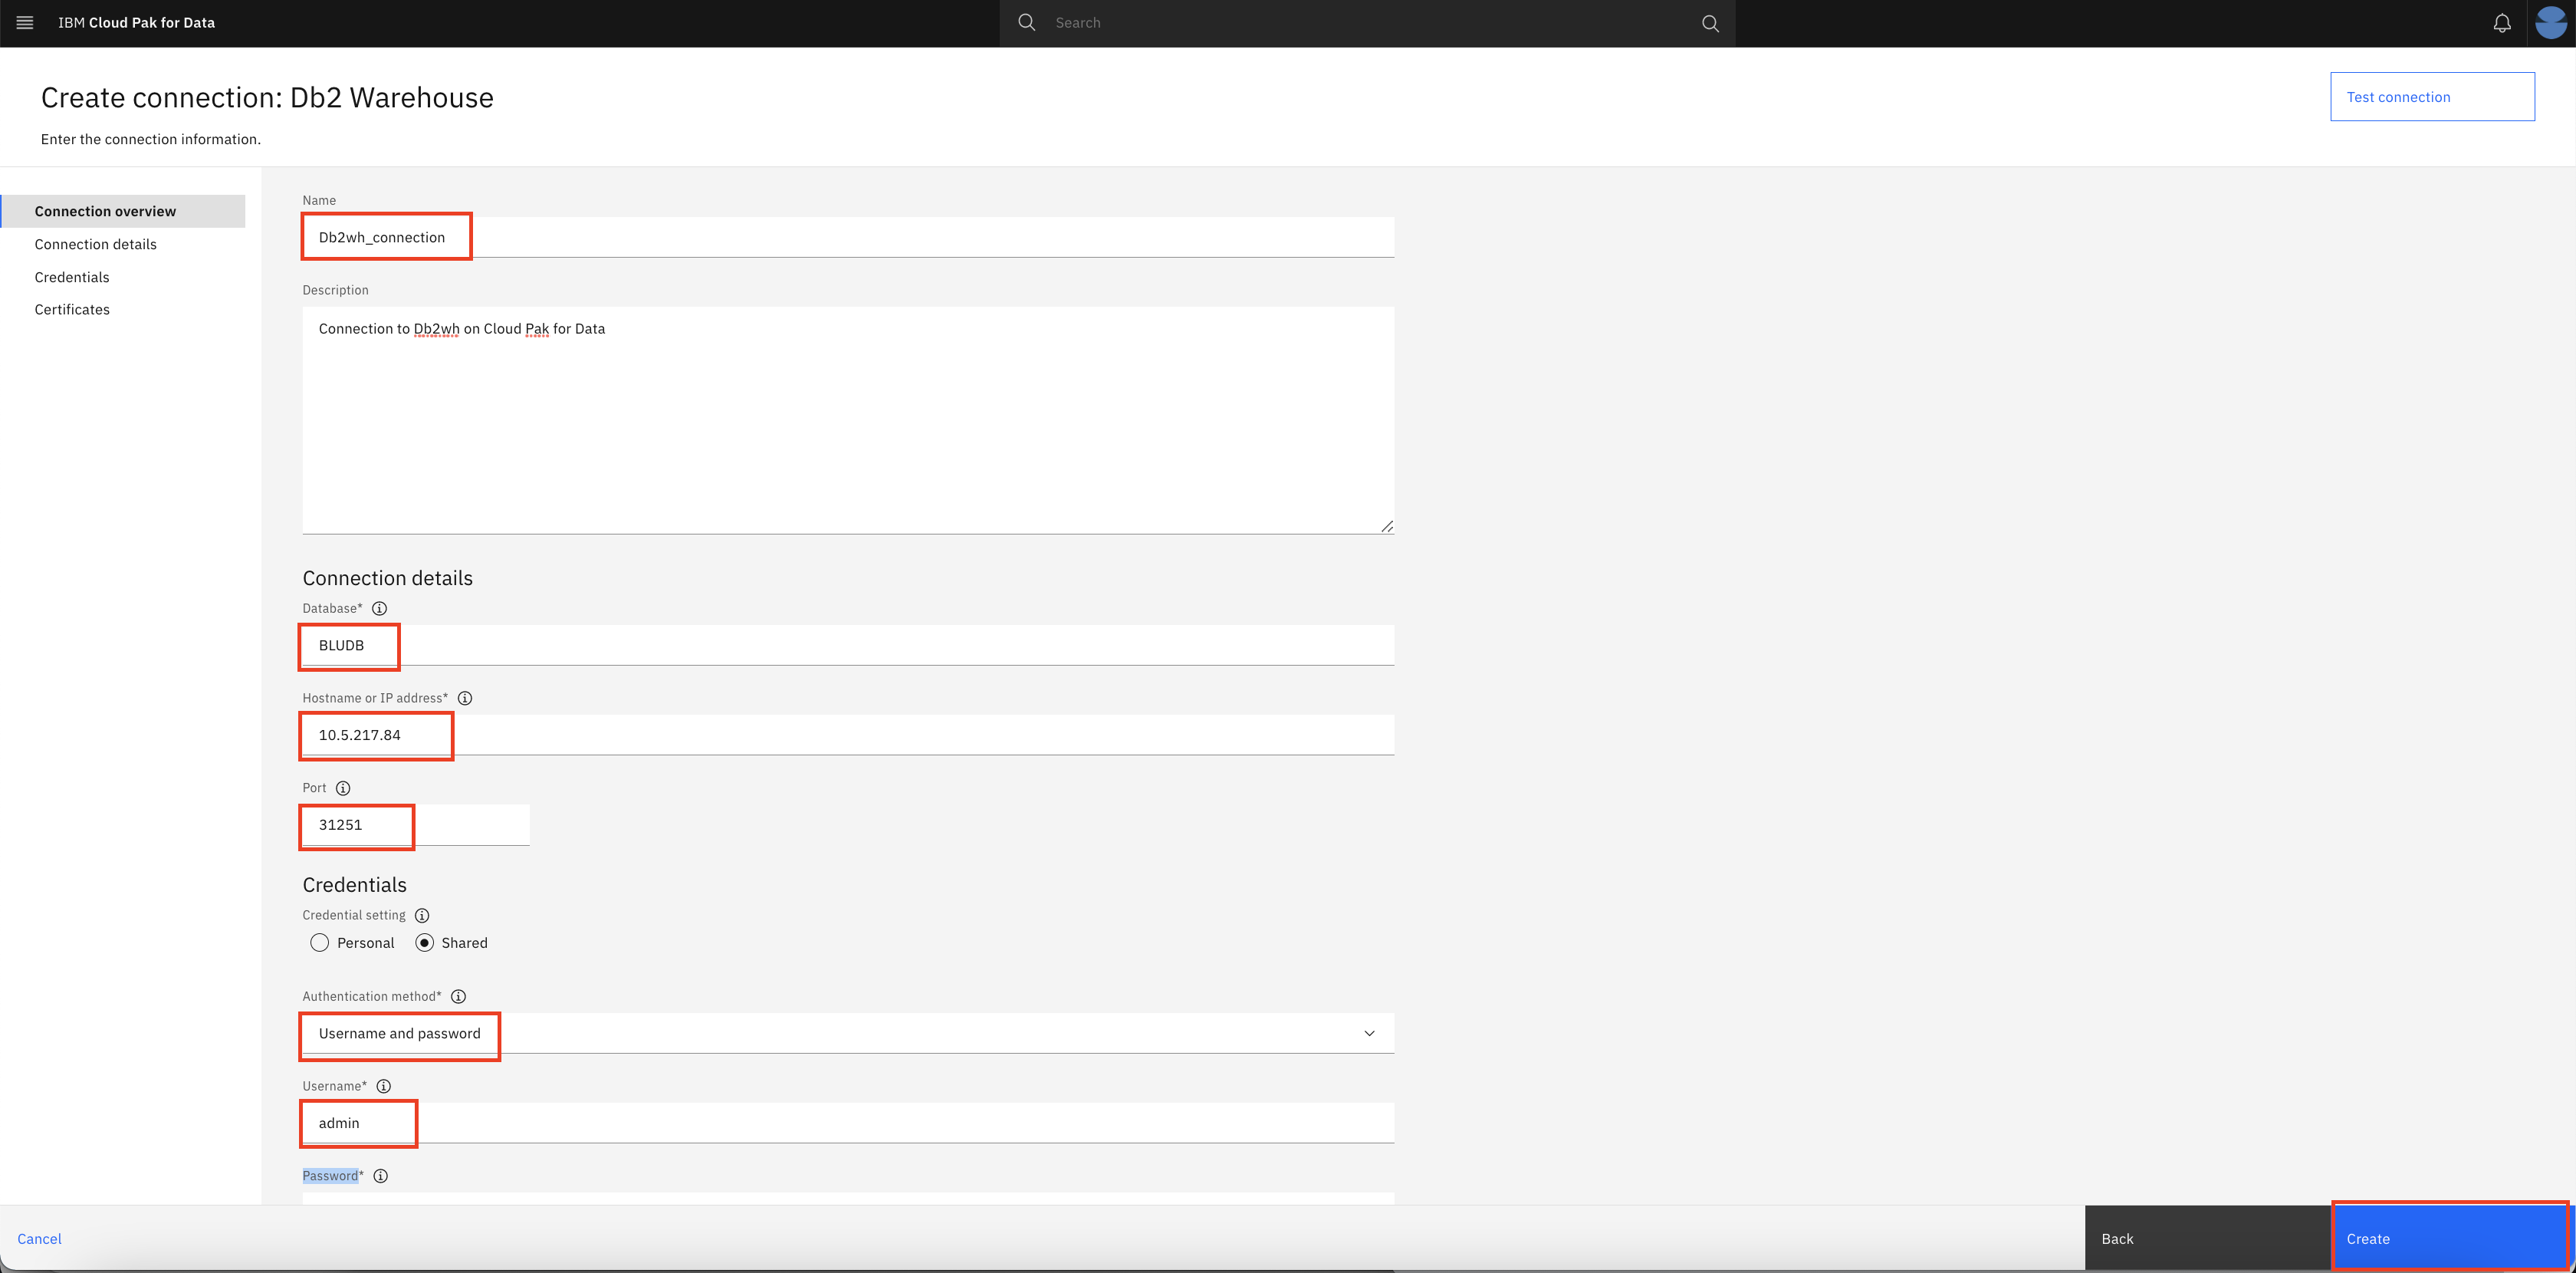 IBM Cloud Pak for Data
Search
Create connection: Db2 Warehouse
Enter the connection information.
Test connection
Connection overview
Connection details
Credentials
Certificates
Name
Db2wh_connection
Description
Connection to Db2wh on Cloud Pak for Data
Connection details
Database*
BLUDB
Hostname or IP address*
10.5.217.84
Port
31251
Credentials
Credential setting
Personal Shared
Authentication method*
Username and password
Username*
admin
Password*
Cancel
Back
Create